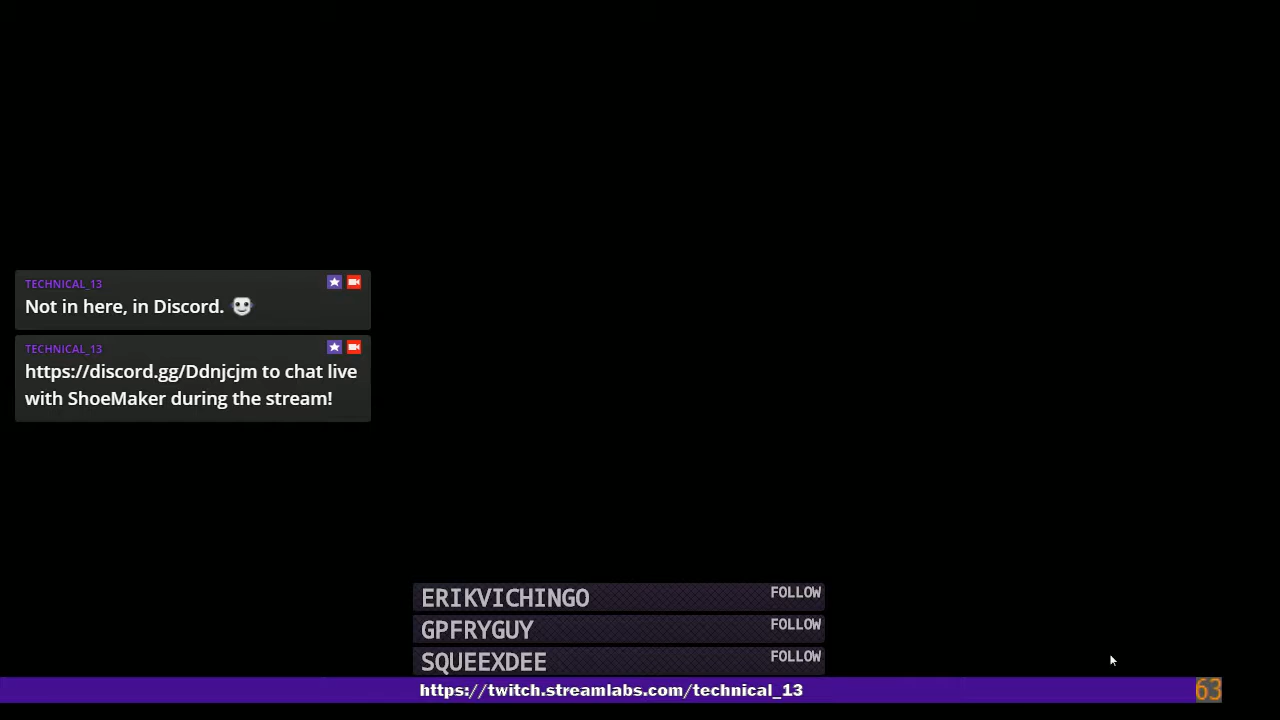 TECHNICAL_13
Not in here, in Discord.
TECHNICAL_13
https://discord.gg/Ddnjcjm to chat live
with ShoeMaker during the stream!
ERIKVICHINGO FOLLOW
GPFRYGUY FOLLOW
SQUEEXDEE FOLLOW
https://twitch.streamlabs.com/technical_13
63